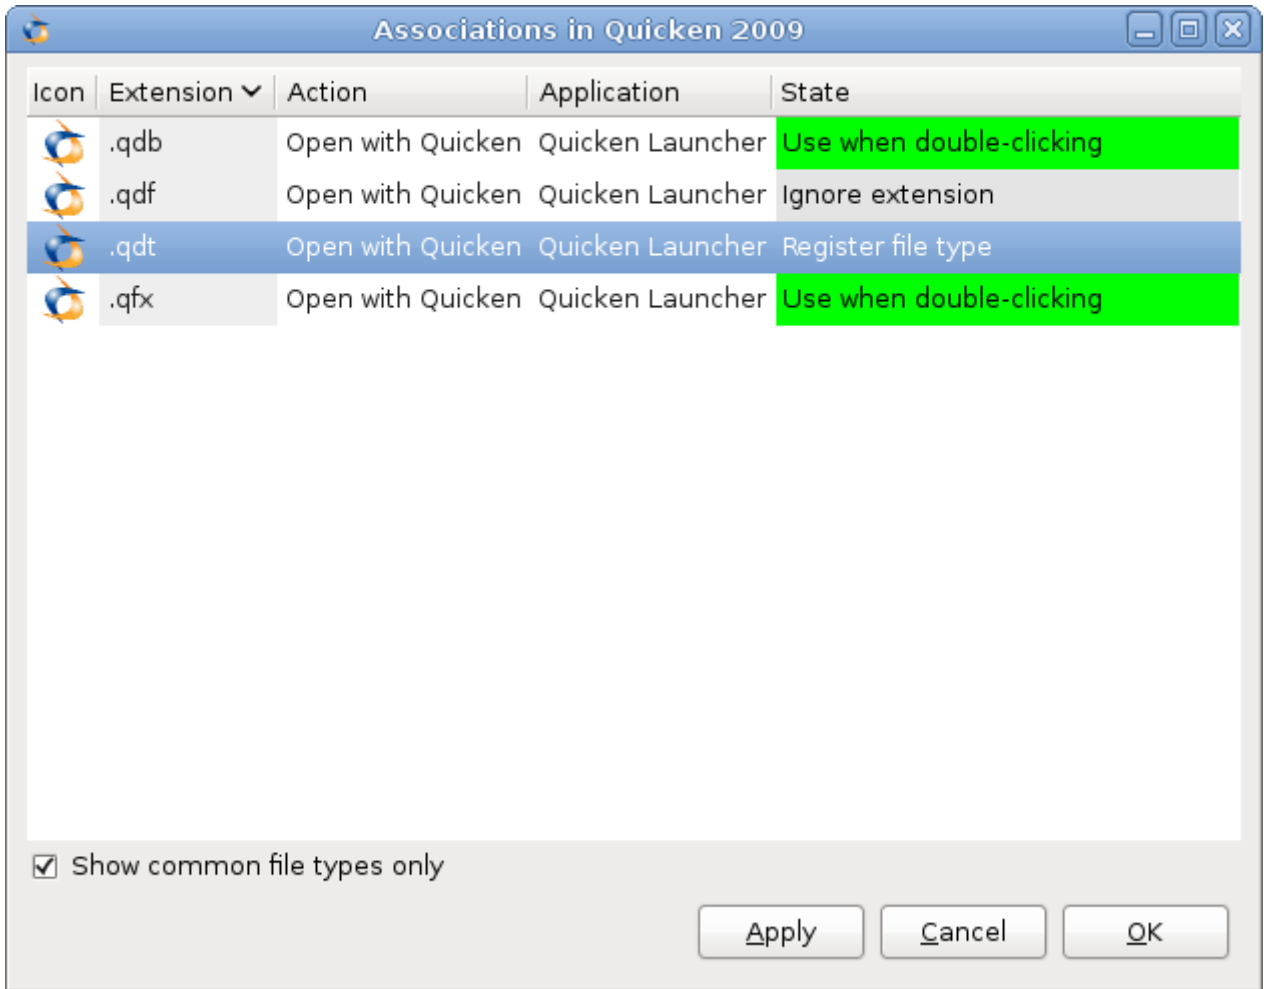 Associations in Quicken 2009
Icon Extension Action Application State
.qdb Open with Quicken Quicken Launcher Use when double-clicking
.qdf Open with Quicken Quicken Launcher Ignore extension
.qdt Open with Quicken Quicken Launcher Register file type
.qfx Open with Quicken Quicken Launcher Use when double-clicking
Show common file types only
Apply Cancel OK